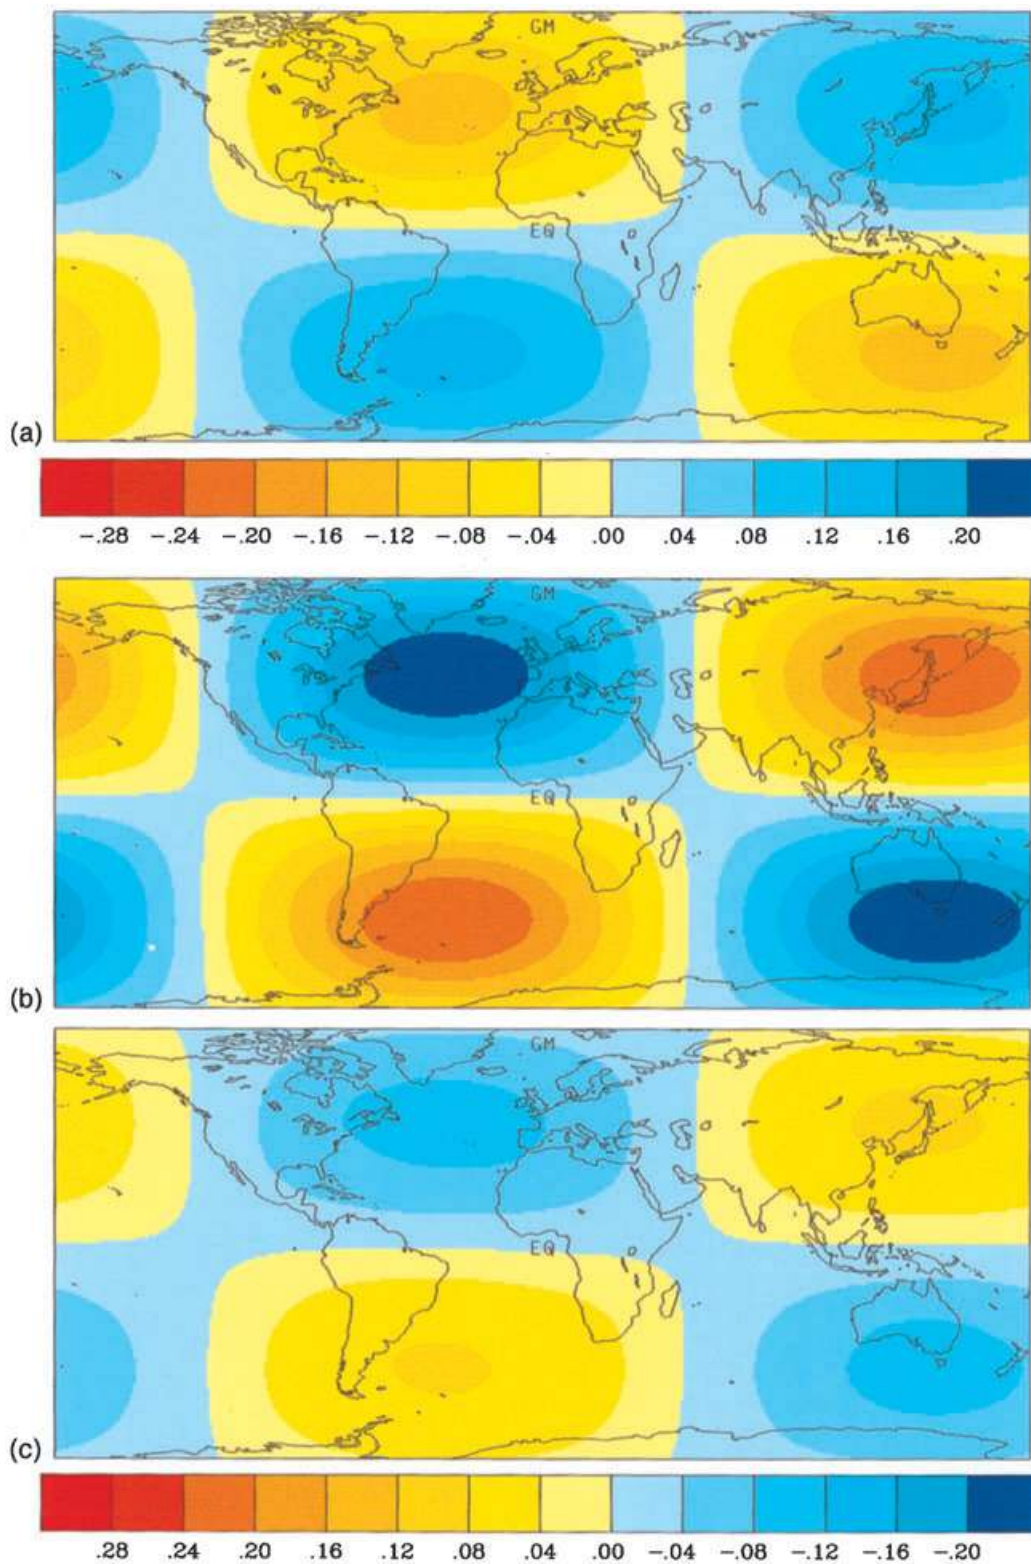 GM
EQ
(a)
-.28 -.24 -.20 -.16 -.12 -.08 -.04 .00 .04 .08 .12 .16 .20
GM
EQ
(b)
GM
EQ
(c)
.28 .24 .20 .16 .12 .08 .04 .00 -.04 -.08 -.12 -.16 -.20